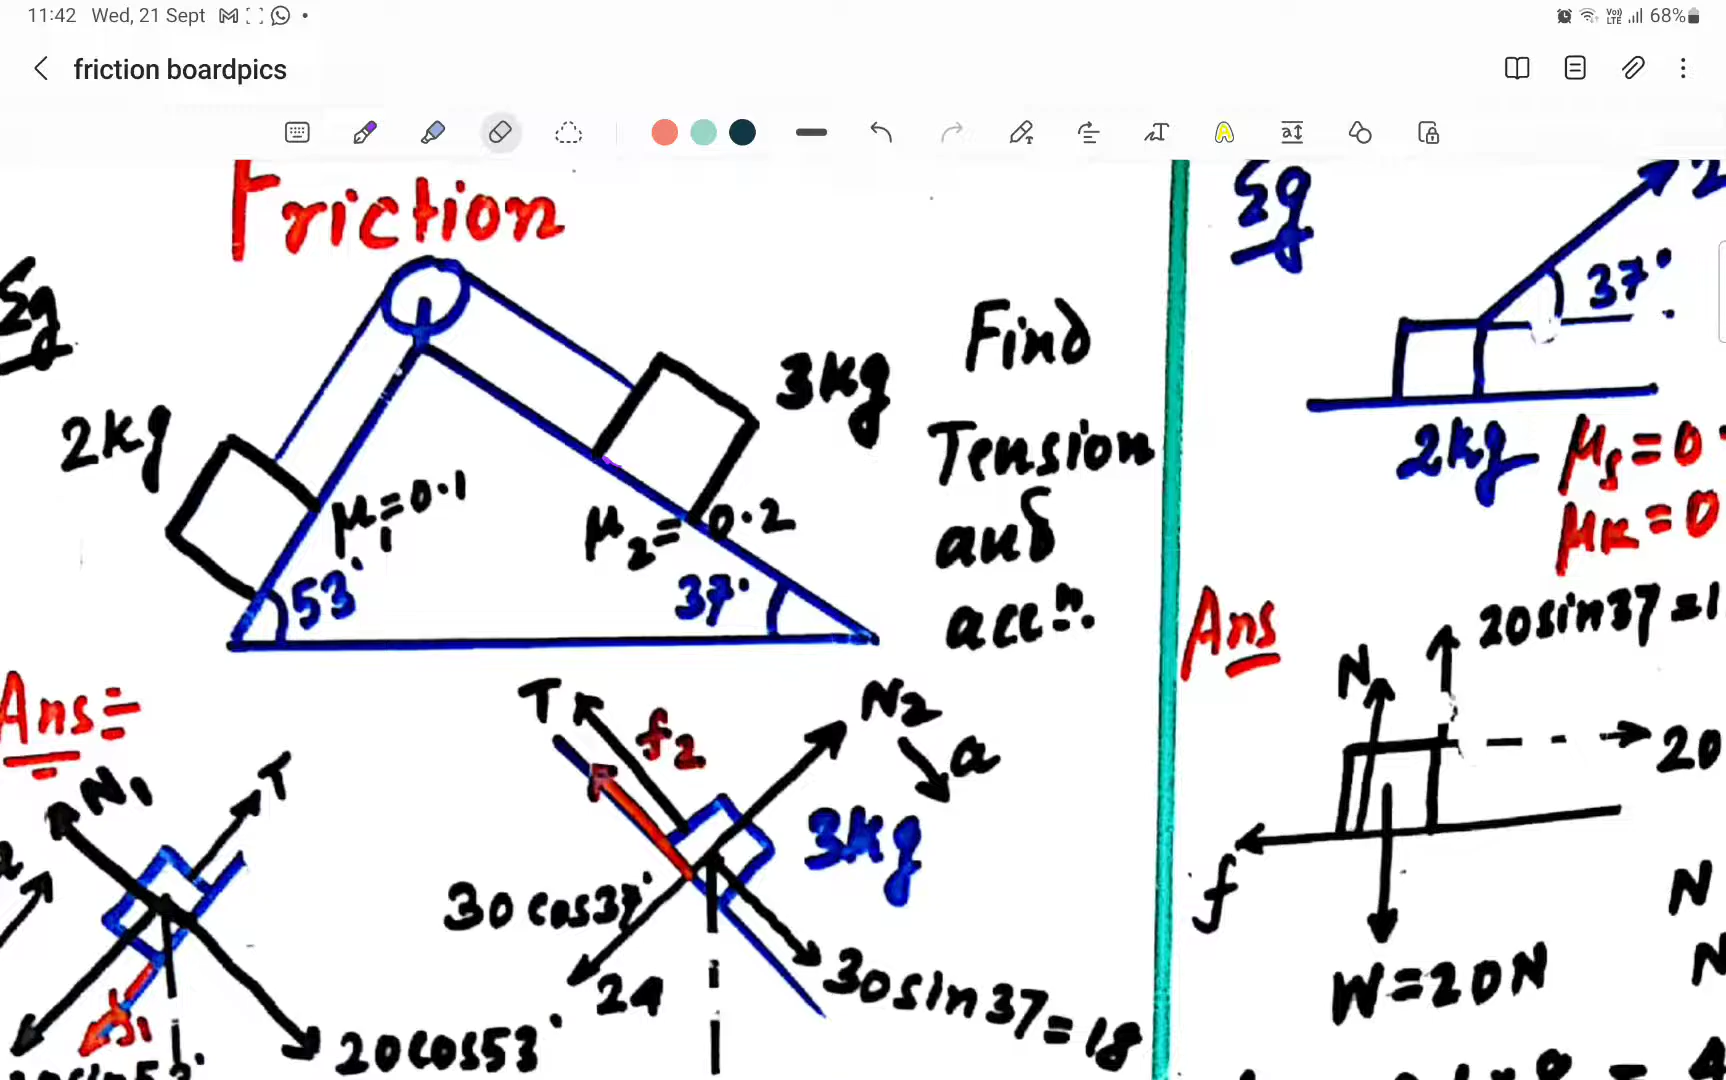 11:42 Wed, 21 Sept
68%
friction boardpics
Friction
Eg
2kg
3kg
μ₁=0.1
μ₂=0.2
53°
37°
Find
Tension
and
accⁿ.
Ans=
N₁
T
f₁
20cos53°
T
f₂
N₂
a
3kg
30cos37°
24
30sin37=18
Eg
37°
2kg
μs=0
μK=0
Ans
20sin37=1
N
20
f
W=20N
N
N